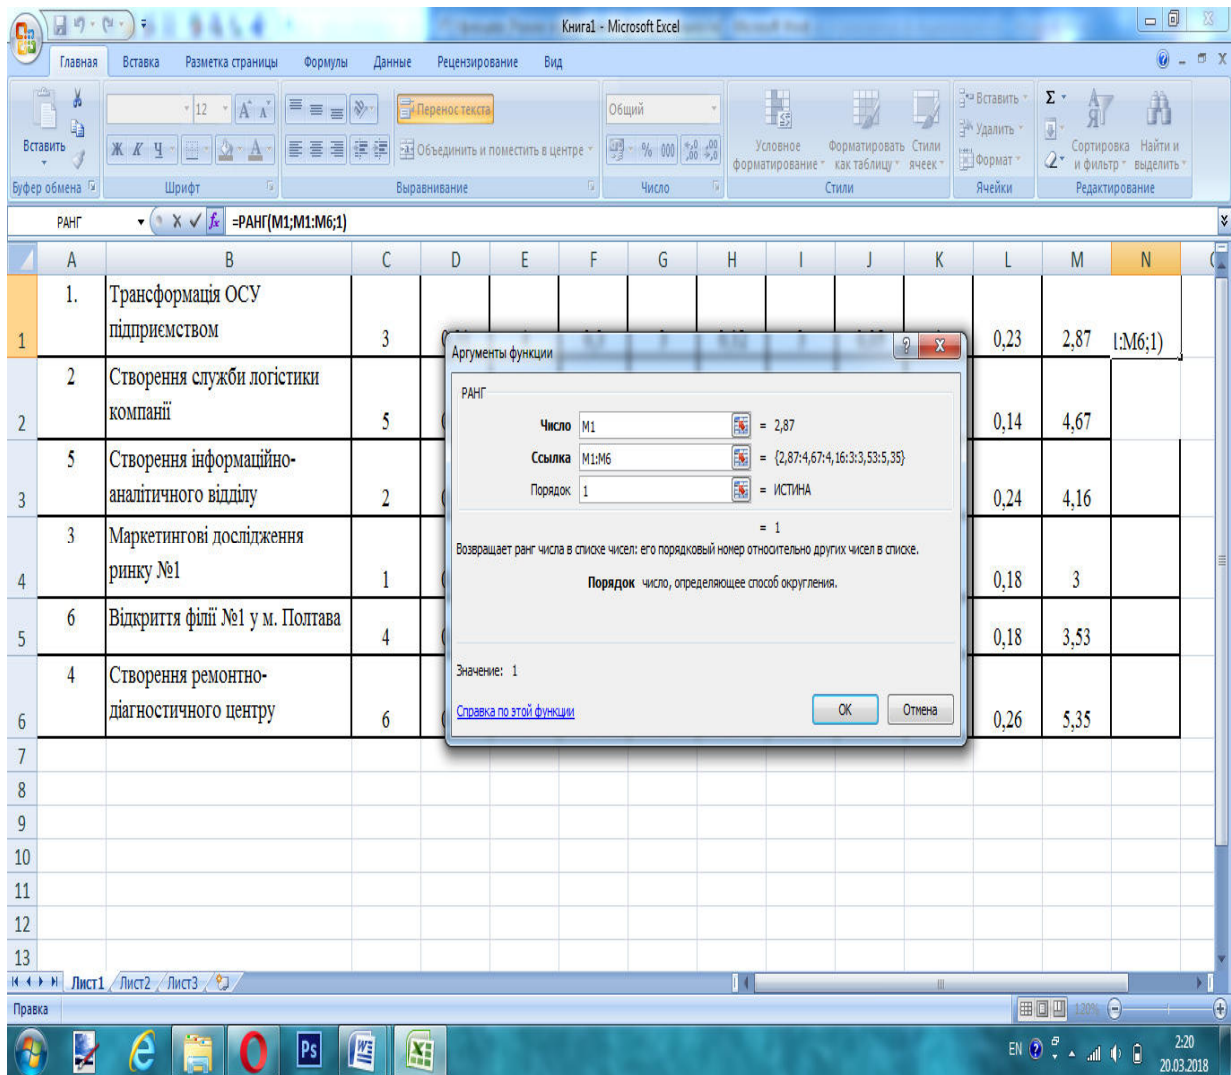 Книга1 - Microsoft Excel
Главная Вставка Разметка страницы Формулы Данные Рецензирование Вид
12 Перенос текста Общий Вставить
Вставить Удалить
Ж К Ч Объединить и поместить в центре % 000 Условное форматирование Форматировать как таблицу Стили ячеек Формат Сортировка и фильтр Найти и выделить
Буфер обмена Шрифт Выравнивание Число Стили Ячейки Редактирование
РАНГ =РАНГ(M1;M1:M6;1)
A B C D E F G H I J K L M N
1 1. Трансформація ОСУ
підприємством 3 0,23 2,87 1:M6;1)
2 2 Створення служби логістики
компанії 5 0,14 4,67
3 5 Створення інформаційно-
аналітичного відділу 2 0,24 4,16
4 3 Маркетингові дослідження
ринку №1 1 0,18 3
5 6 Відкриття філії №1 у м. Полтава 4 0,18 3,53
6 4 Створення ремонтно-
діагностичного центру 6 0,26 5,35
7
8
9
10
11
12
13
Аргументы функции
РАНГ
Число M1 = 2,87
Ссылка M1:M6 = {2,87:4,67:4,16:3:3,53:5,35}
Порядок 1 = ИСТИНА
= 1
Возвращает ранг числа в списке чисел: его порядковый номер относительно других чисел в списке.
Порядок число, определяющее способ округления.
Значение: 1
Справка по этой функции OK Отмена
Лист1 Лист2 Лист3
Правка 120%
Ps EN 2:20
20.03.2018